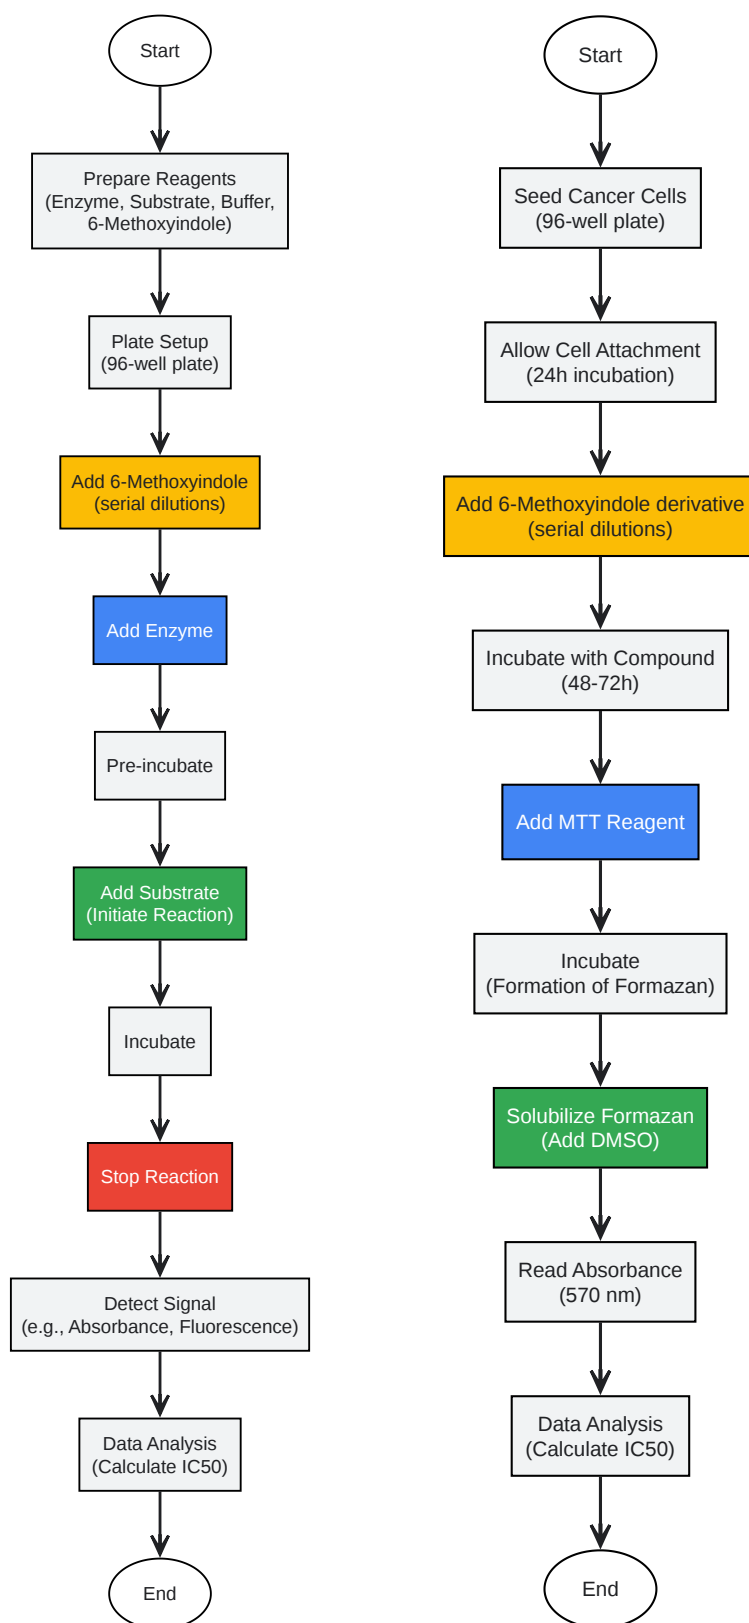 Start
Prepare Reagents
(Enzyme, Substrate, Buffer,
6-Methoxyindole)
Plate Setup
(96-well plate)
Add 6-Methoxyindole
(serial dilutions)
Add Enzyme
Pre-incubate
Add Substrate
(Initiate Reaction)
Incubate
Stop Reaction
Detect Signal
(e.g., Absorbance, Fluorescence)
Data Analysis
(Calculate IC50)
End
Start
Seed Cancer Cells
(96-well plate)
Allow Cell Attachment
(24h incubation)
Add 6-Methoxyindole derivative
(serial dilutions)
Incubate with Compound
(48-72h)
Add MTT Reagent
Incubate
(Formation of Formazan)
Solubilize Formazan
(Add DMSO)
Read Absorbance
(570 nm)
Data Analysis
(Calculate IC50)
End